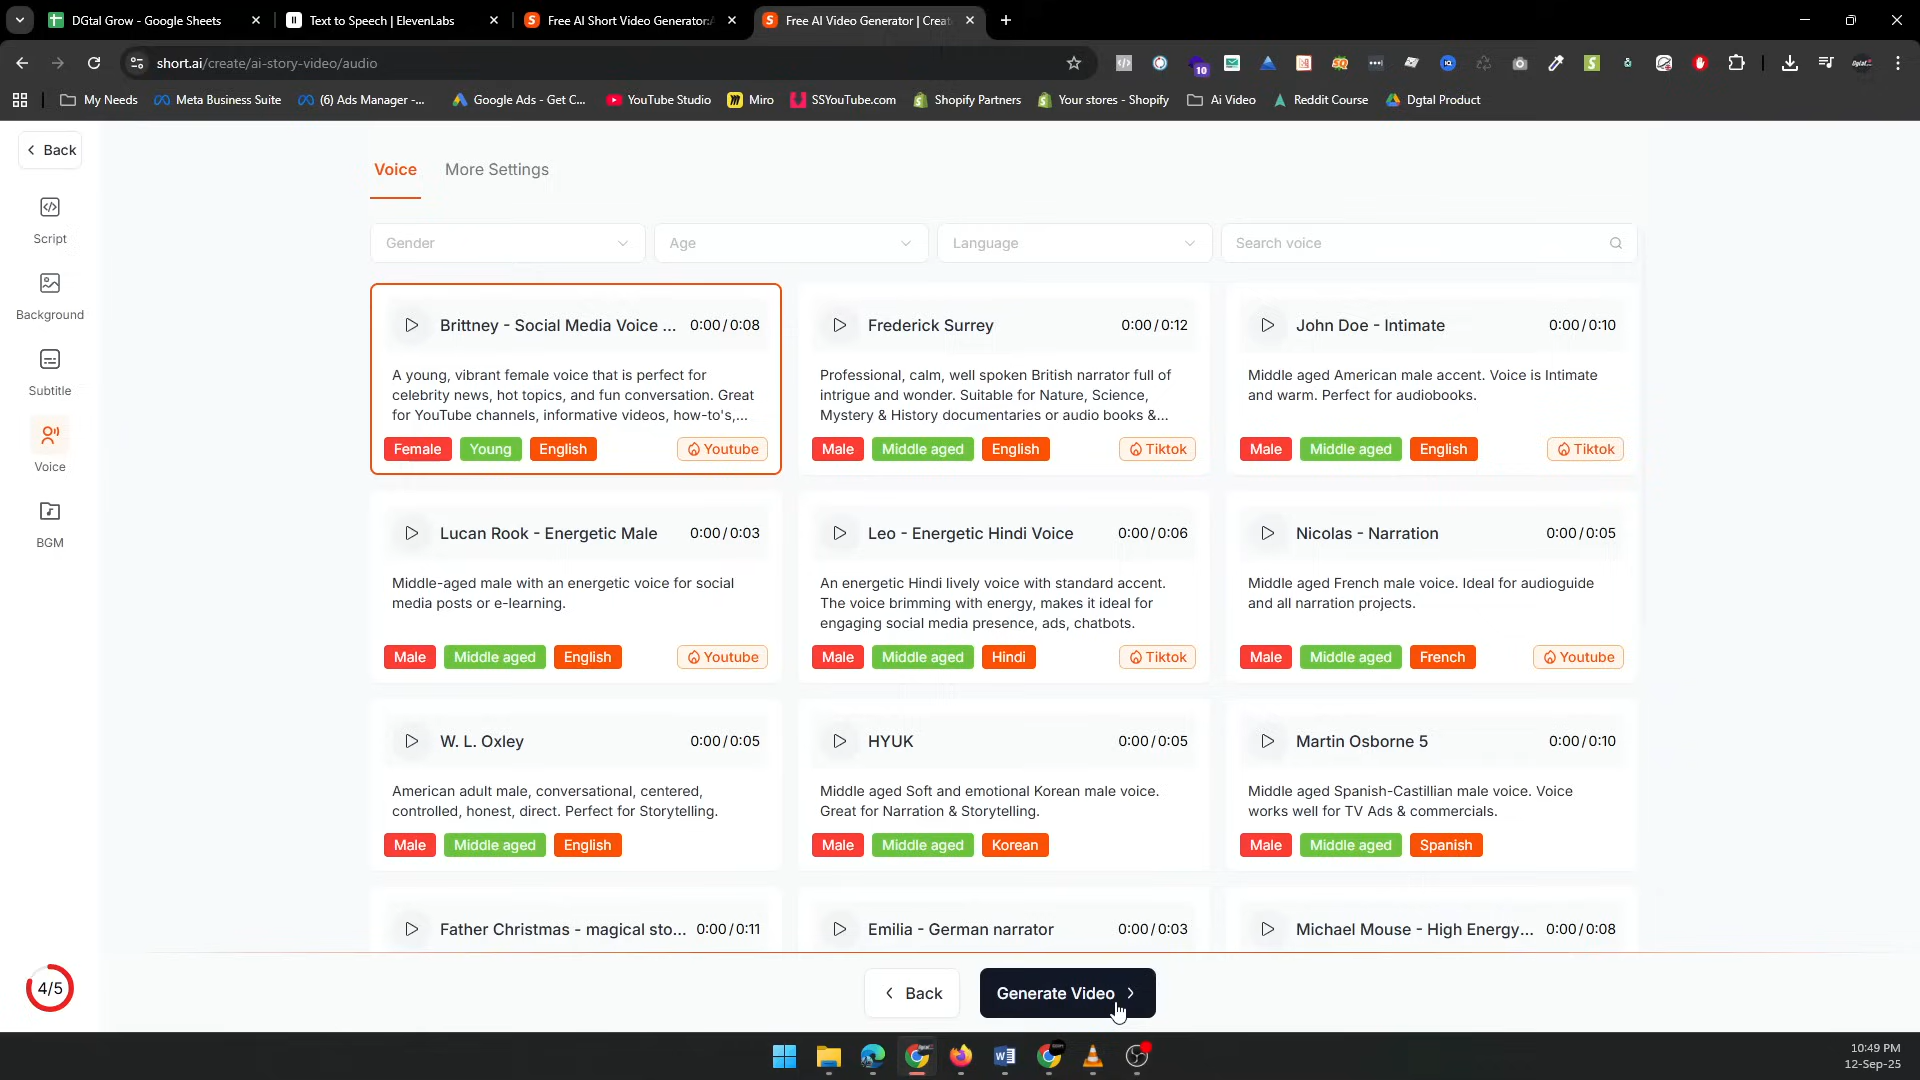 DGtal Grow - Google Sheets
Text to Speech | ElevenLabs
Free AI Short Video Generator:
Free AI Video Generator | Creat
short.ai/create/ai-story-video/audio
10
My Needs
Meta Business Suite
(6) Ads Manager -...
Google Ads - Get C...
YouTube Studio
Miro
SSYouTube.com
Shopify Partners
Your stores - Shopify
Ai Video
Reddit Course
Dgtal Product
Back
Script
Background
Subtitle
Voice
BGM
4/5
Voice
More Settings
Gender
Age
Language
Search voice
Brittney - Social Media Voice ...
0:00/0:08
A young, vibrant female voice that is perfect for
celebrity news, hot topics, and fun conversation. Great
for YouTube channels, informative videos, how-to's,...
Female
Young
English
Youtube
Frederick Surrey
0:00/0:12
Professional, calm, well spoken British narrator full of
intrigue and wonder. Suitable for Nature, Science,
Mystery & History documentaries or audio books &...
Male
Middle aged
English
Tiktok
John Doe - Intimate
0:00/0:10
Middle aged American male accent. Voice is Intimate
and warm. Perfect for audiobooks.
Male
Middle aged
English
Tiktok
Lucan Rook - Energetic Male
0:00/0:03
Middle-aged male with an energetic voice for social
media posts or e-learning.
Male
Middle aged
English
Youtube
Leo - Energetic Hindi Voice
0:00/0:06
An energetic Hindi lively voice with standard accent.
The voice brimming with energy, makes it ideal for
engaging social media presence, ads, chatbots.
Male
Middle aged
Hindi
Tiktok
Nicolas - Narration
0:00/0:05
Middle aged French male voice. Ideal for audioguide
and all narration projects.
Male
Middle aged
French
Youtube
W. L. Oxley
0:00/0:05
American adult male, conversational, centered,
controlled, honest, direct. Perfect for Storytelling.
Male
Middle aged
English
HYUK
0:00/0:05
Middle aged Soft and emotional Korean male voice.
Great for Narration & Storytelling.
Male
Middle aged
Korean
Martin Osborne 5
0:00/0:10
Middle aged Spanish-Castillian male voice. Voice
works well for TV Ads & commercials.
Male
Middle aged
Spanish
Father Christmas - magical sto...
0:00/0:11
Emilia - German narrator
0:00/0:03
Michael Mouse - High Energy...
0:00/0:08
Back
Generate Video
10:49 PM
12-Sep-25